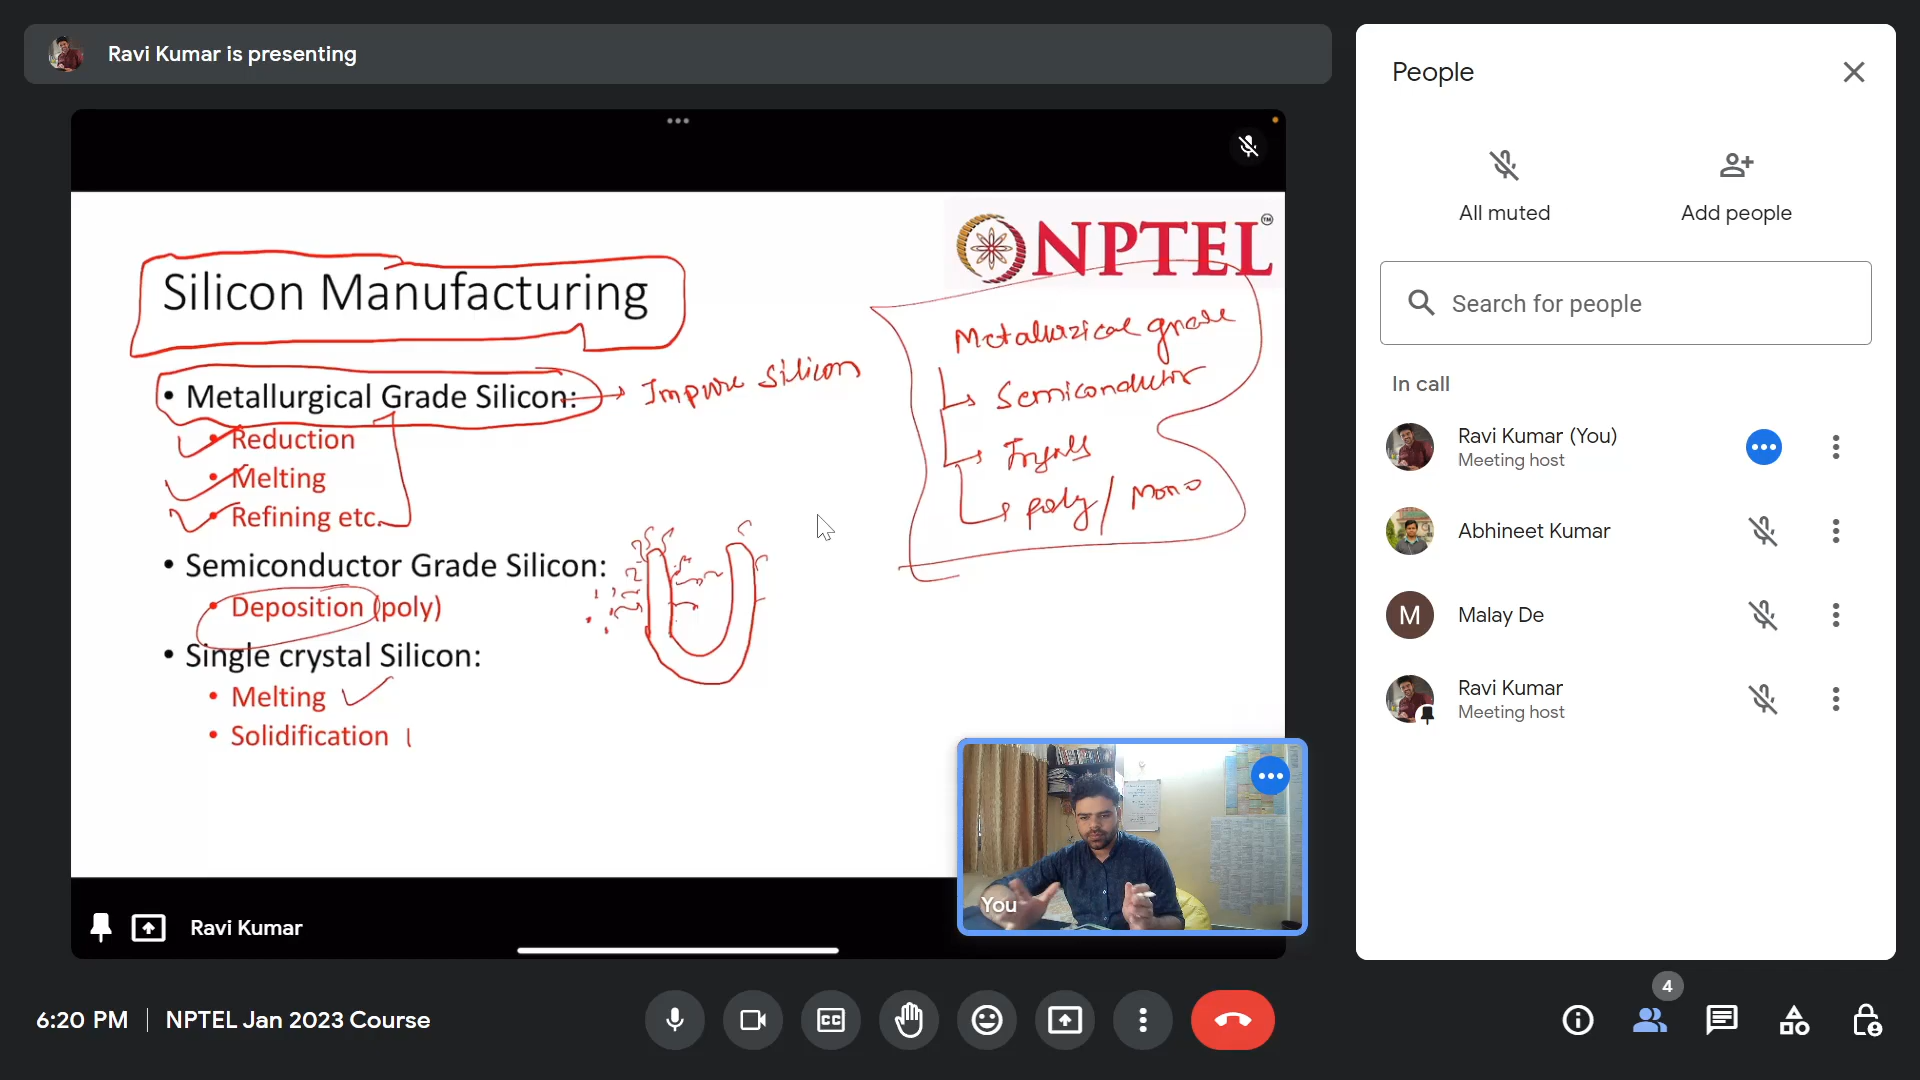 Ravi Kumar is presenting
NPTEL
TM
Silicon Manufacturing
• Metallurgical Grade Silicon: → Impure Silicon
• Reduction
• Melting
• Refining etc.
• Semiconductor Grade Silicon:
• Deposition (poly)
• Single crystal Silicon:
• Melting
• Solidification
Semiconductor
poly / Mono
You
Ravi Kumar
6:20 PM | NPTEL Jan 2023 Course
CC
People
All muted
Add people
Search for people
In call
Ravi Kumar (You)
Meeting host
Abhineet Kumar
M Malay De
Ravi Kumar
Meeting host
4